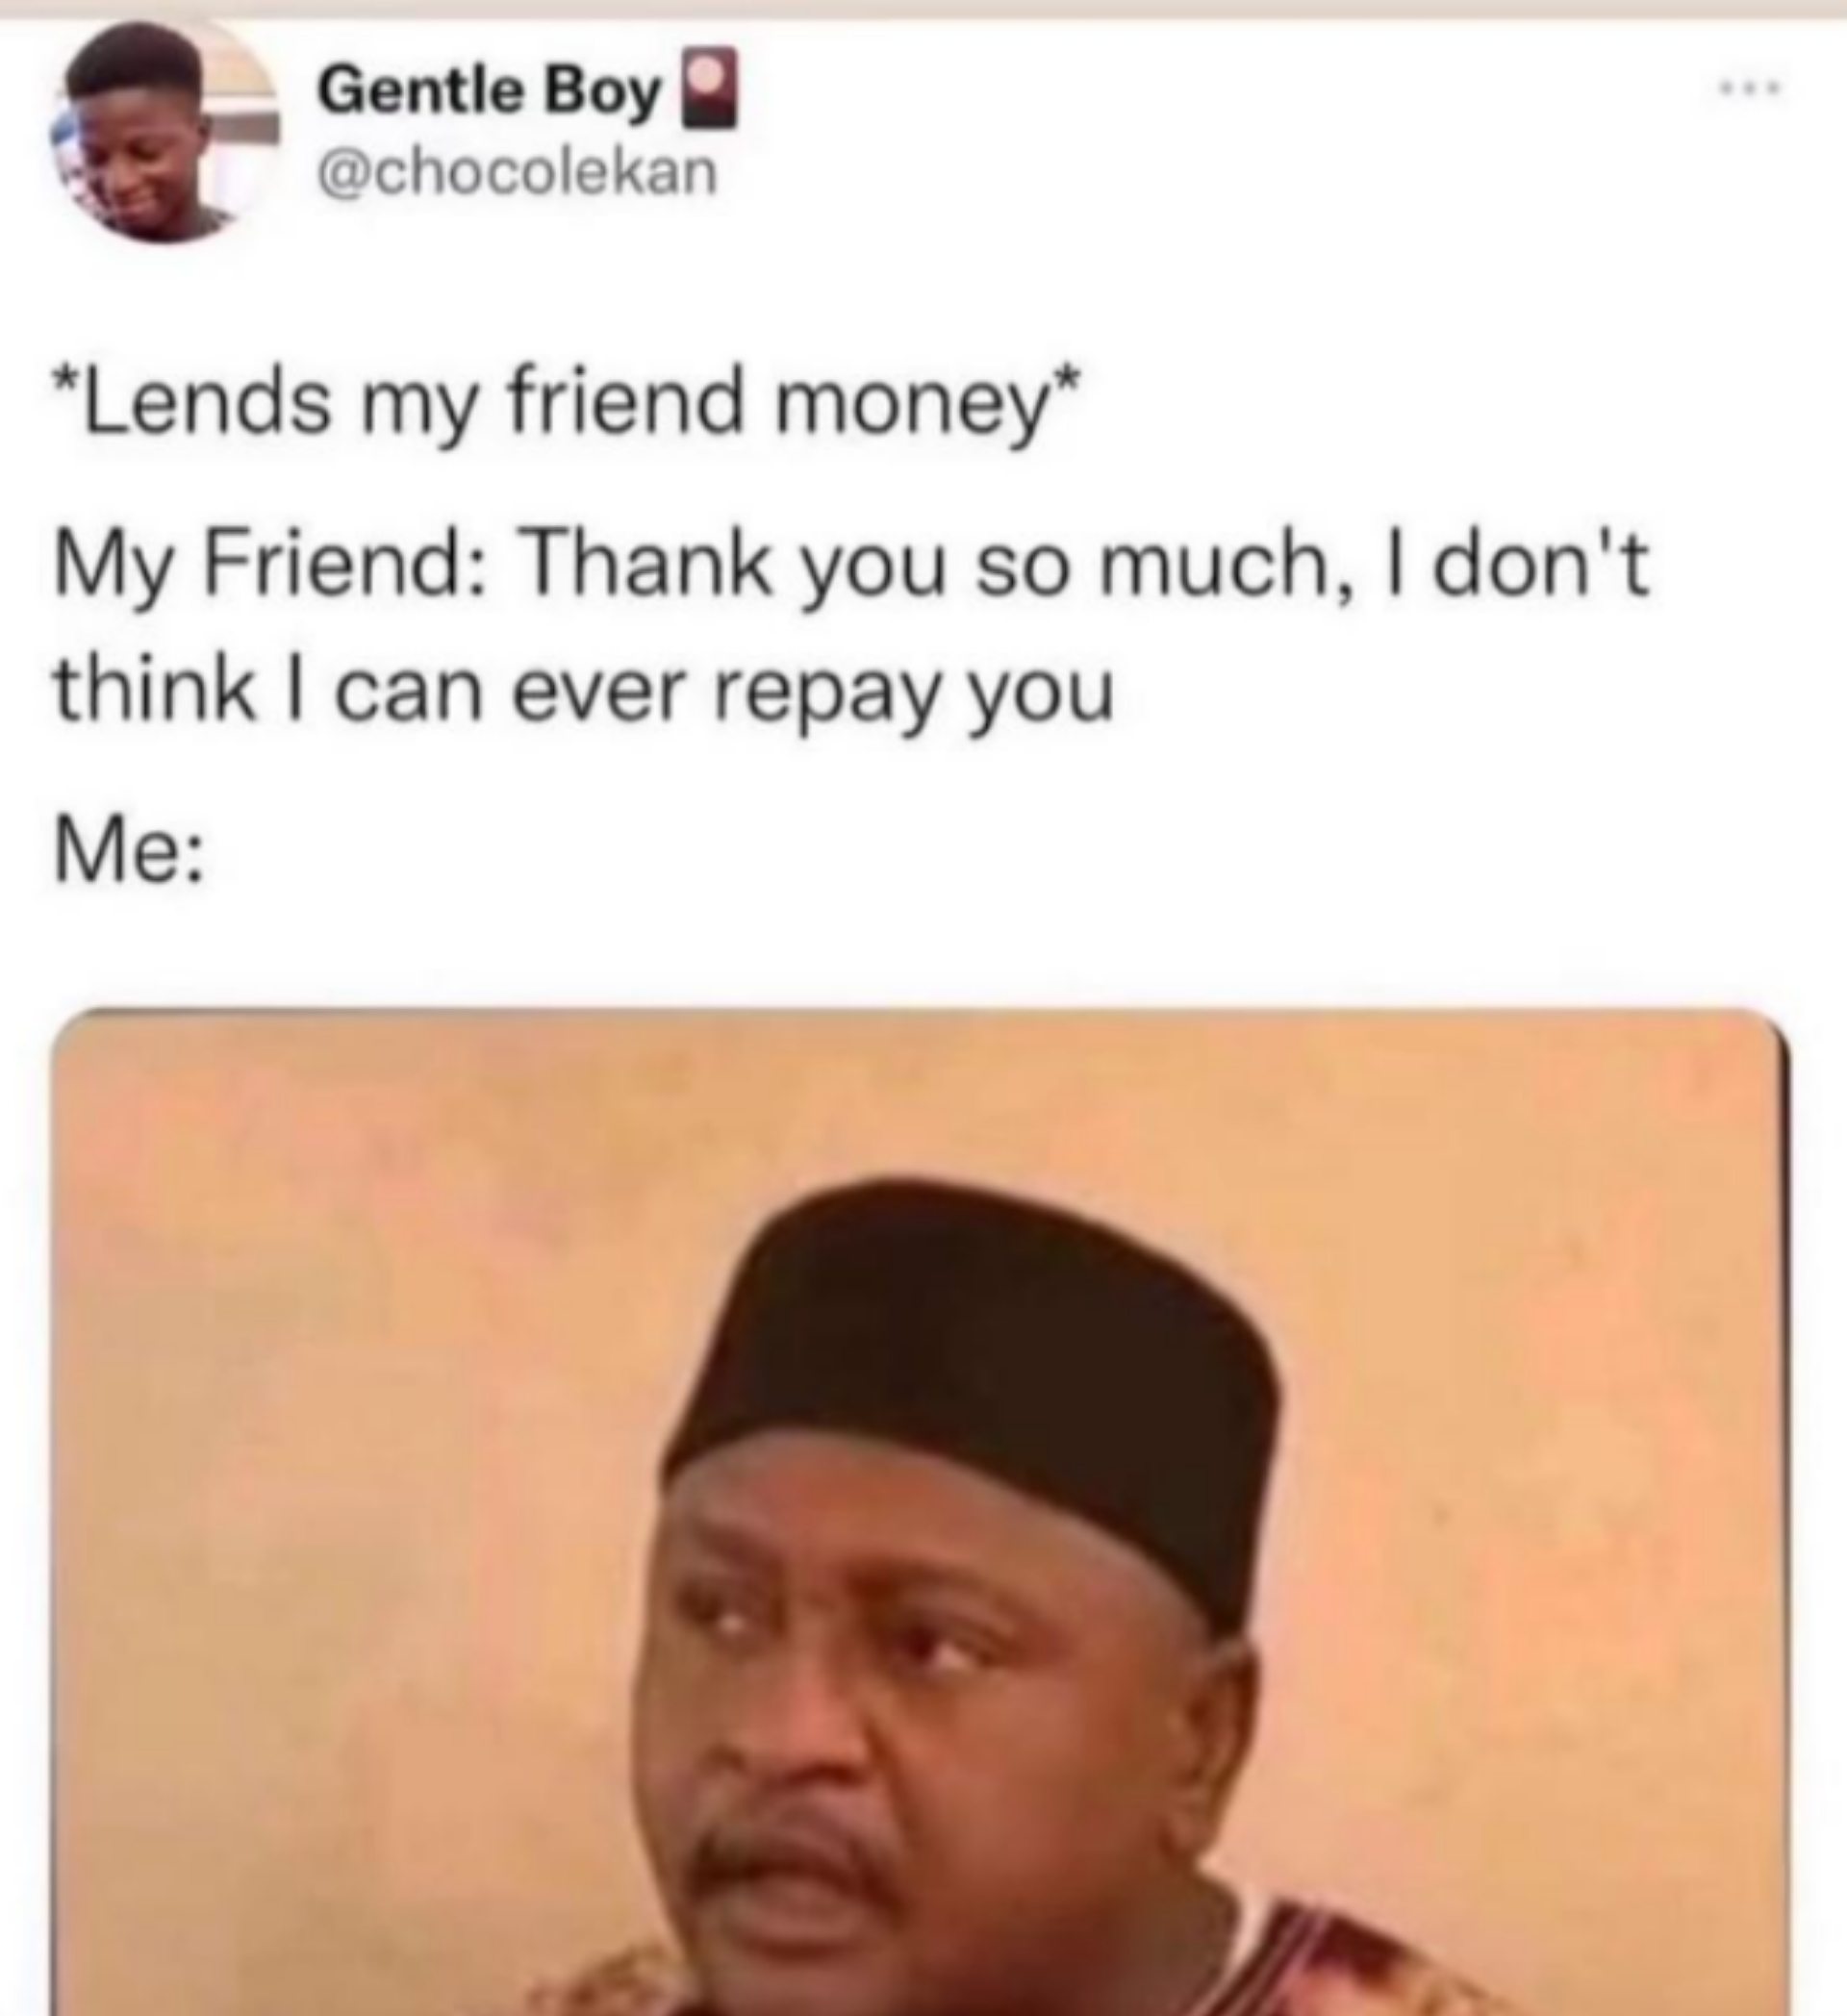 Gentle Boy 🎴
@chocolekan
*Lends my friend money*
My Friend: Thank you so much, I don't
think I can ever repay you
Me: